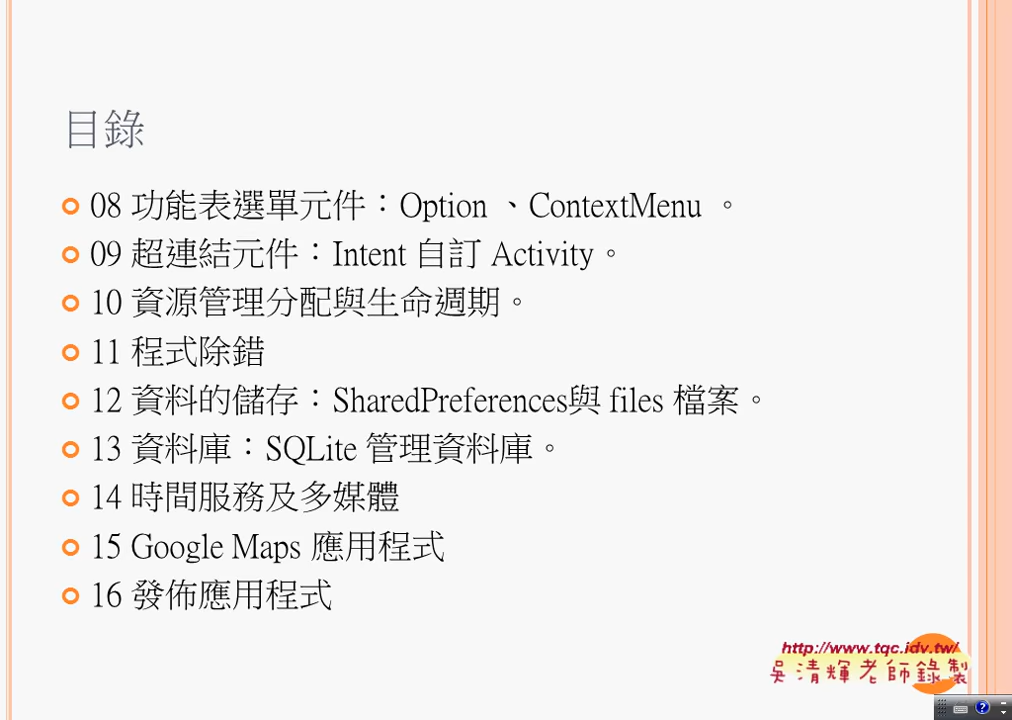 目錄
08 功能表選單元件：Option 、ContextMenu 。
09 超連結元件：Intent 自訂 Activity。
10 資源管理分配與生命週期。
11 程式除錯
12 資料的儲存：SharedPreferences與 files 檔案。
13 資料庫：SQLite 管理資料庫。
14 時間服務及多媒體
15 Google Maps 應用程式
16 發佈應用程式
http://www.tqc.idv.tw/
吳清輝老師錄製